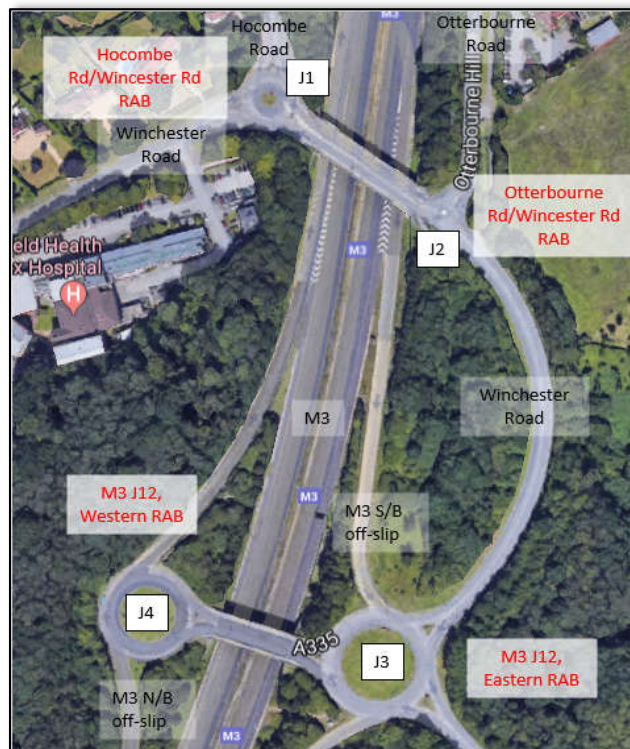 M3
Hocombe
Road
Otterbourne
Road
Hocombe
Rd/Wincester Rd
RAB
J1
Winchester
Road
Otterbourne Hill
Otterbourne
Rd/Wincester Rd
RAB
M3
J2
eld Health
x Hospital
H
M3
Winchester
Road
M3 J12,
Western RAB
M3
M3 S/B
off-slip
J4
A335
J3
M3 J12,
Eastern RAB
M3 N/B
off-slip
M3